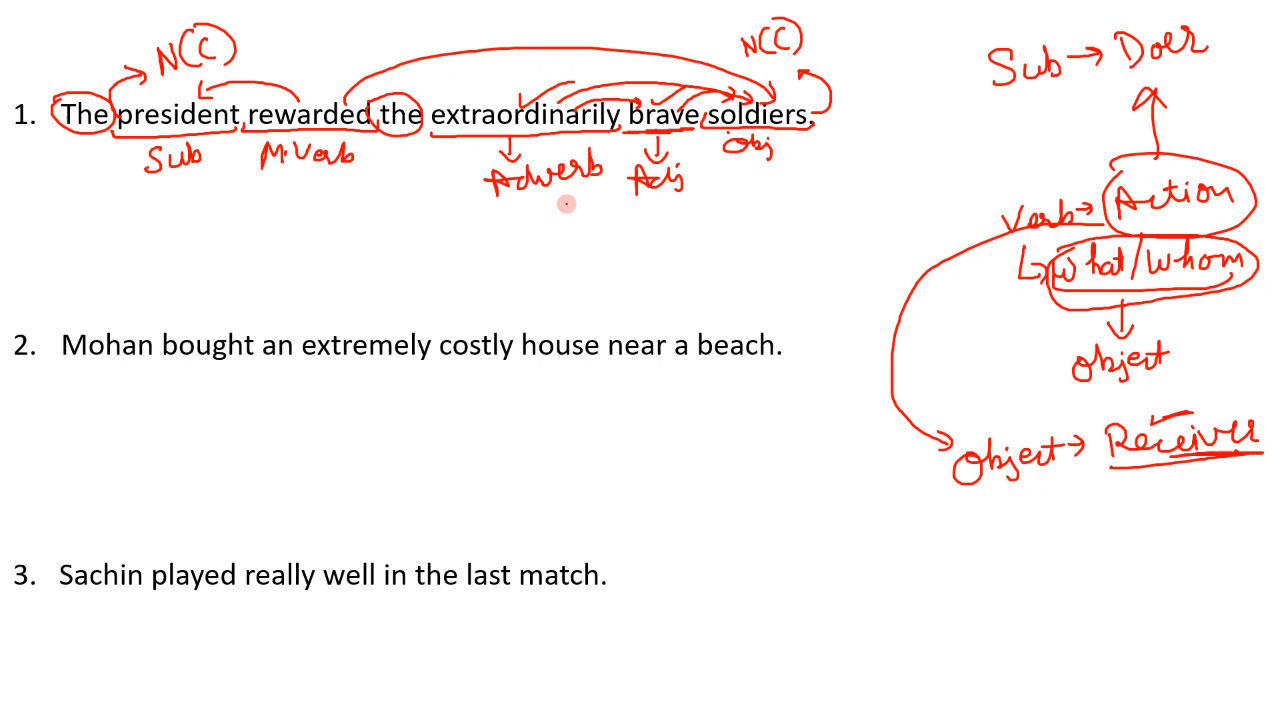 N(C)
N(C)
Sub → Doer
1. The president rewarded the extraordinarily brave soldiers.
Sub M.Verb Adverb Adj Obj
Verb → Action
What/Whom
2. Mohan bought an extremely costly house near a beach.
Object
Object → Receiver
3. Sachin played really well in the last match.